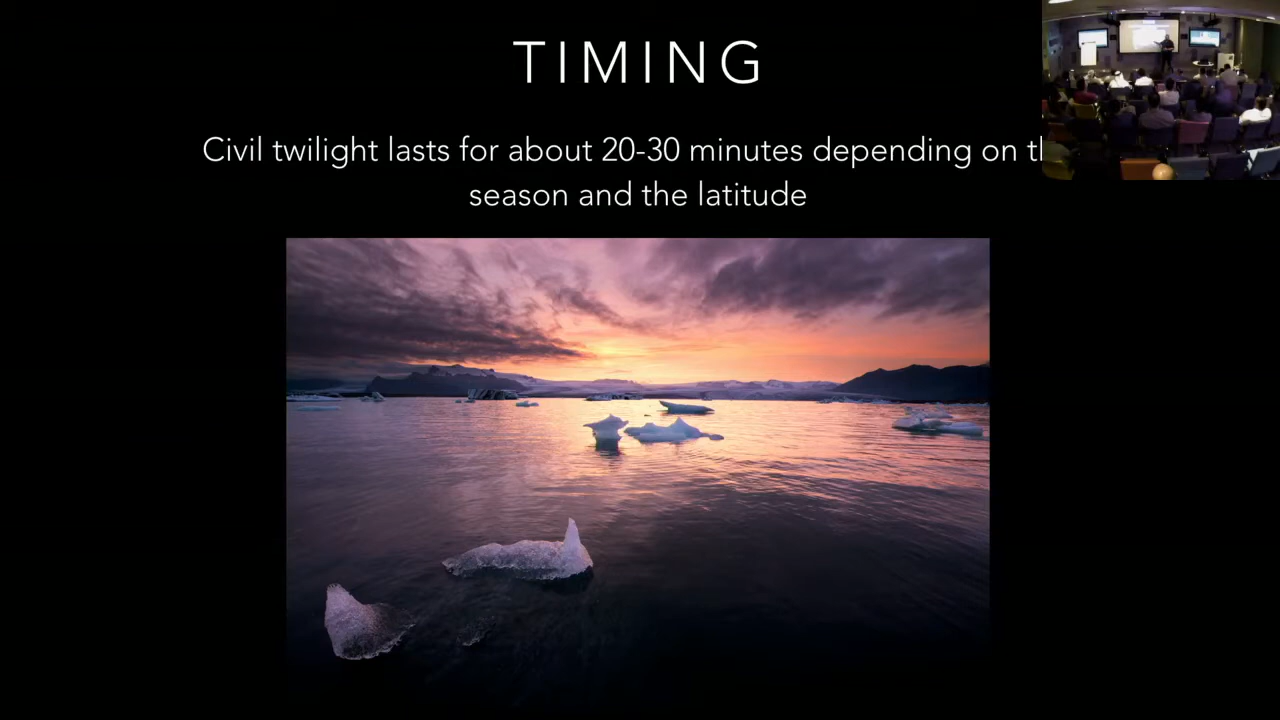 TIMING
Civil twilight lasts for about 20-30 minutes depending on
season and the latitude